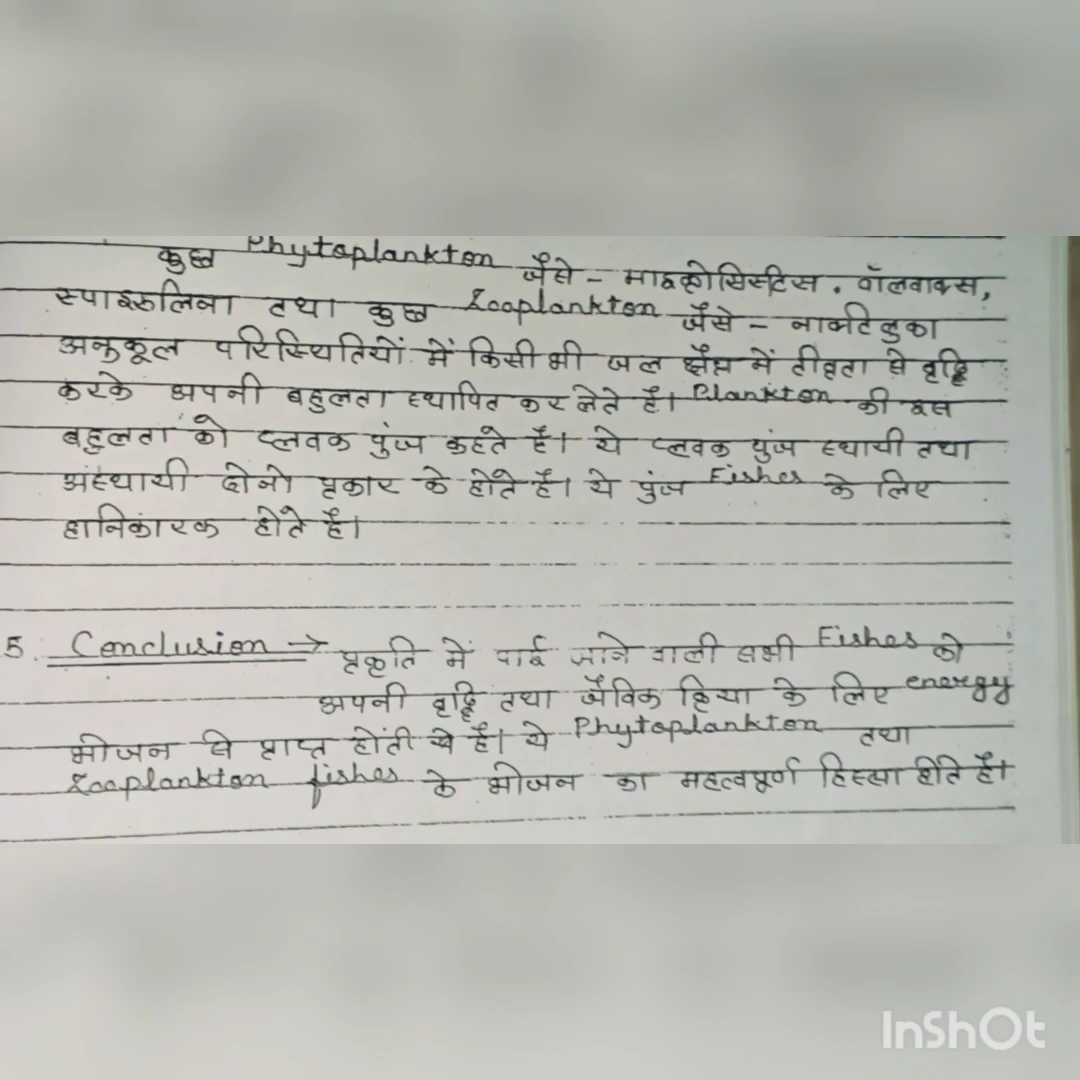 कुछ Phytoplankton जैसे - माइक्रोसिस्टिस, वॉलवाक्स,
स्पाइरुलिना तथा कुछ Zooplankton जैसे - नाक्टिलुका
अनुकूल परिस्थितियों में किसी भी जल क्षेत्र में तीव्रता से वृद्धि
करके अपनी बहुलता स्थापित कर लेते है। Plankton की इस
बहुलता को प्लवक पुंज कहते है। ये प्लवक पुंज स्थायी तथा
अस्थायी दोनो प्रकार के होते है। ये पुंज Fishes के लिए
हानिकारक होते है।
5. Conclusion → प्रकृति में पाई जाने वाली सभी Fishes को
अपनी वृद्धि तथा जैविक क्रिया के लिए energy
भोजन से प्राप्त होती है। ये Phytoplankton तथा
Zooplankton fishes के भोजन का महत्वपूर्ण हिस्सा होते है।
InShOt